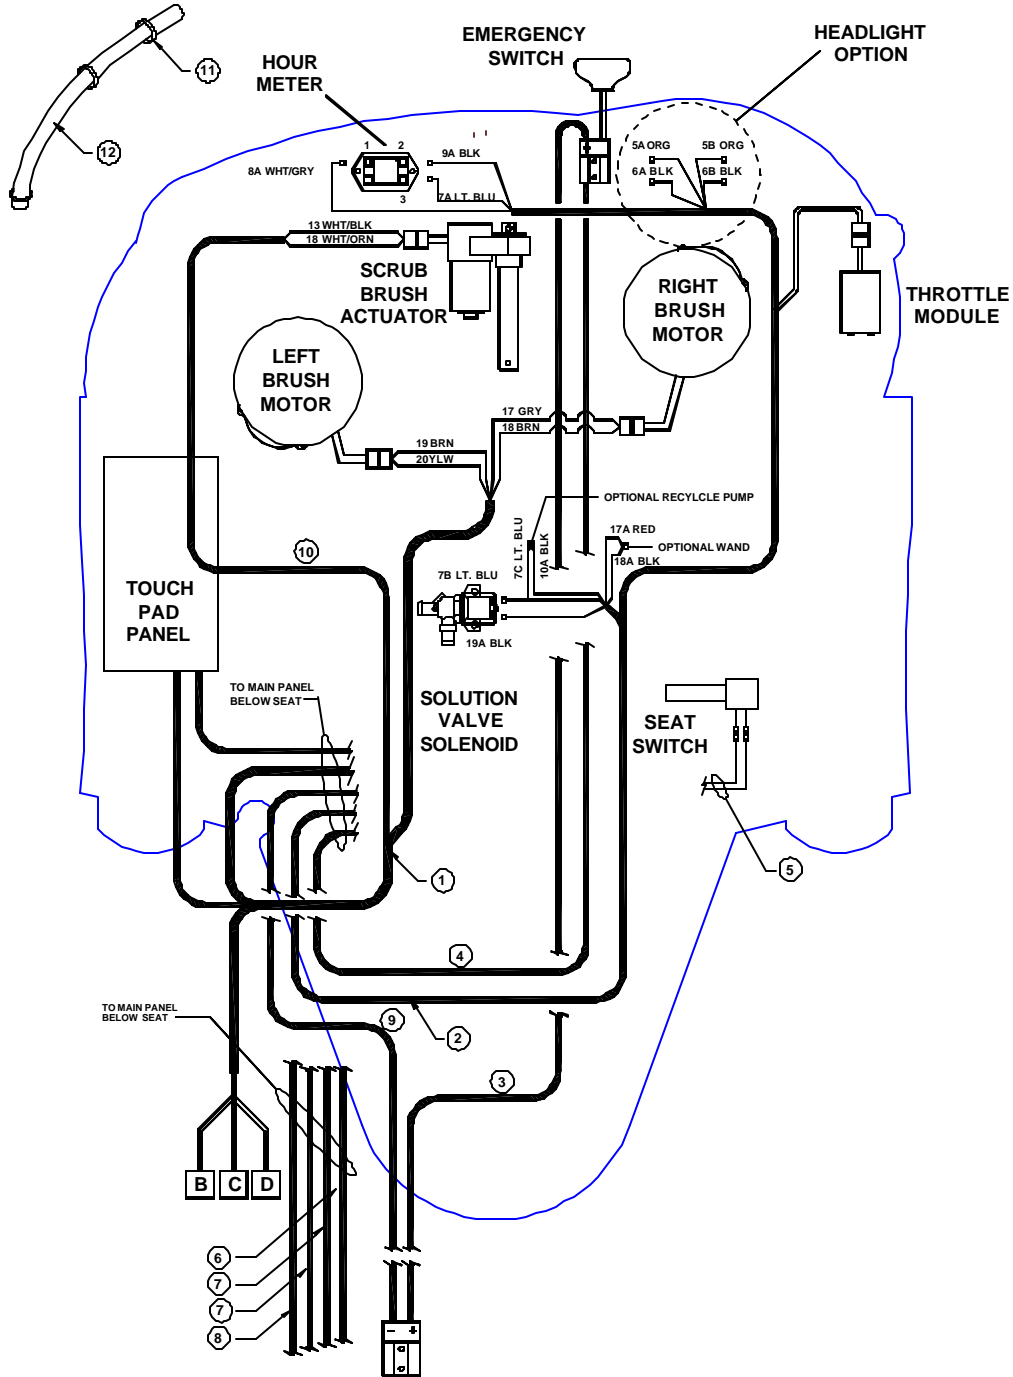 EMERGENCY
SWITCH
HEADLIGHT
OPTION
HOUR
METER
11
12
1 2
3
8A WHT/GRY
9A BLK
7A LT. BLU
5A ORG
6A BLK
5B ORG
6B BLK
13 WHT/BLK
18 WHT/ORN
SCRUB
BRUSH
ACTUATOR
RIGHT
BRUSH
MOTOR
THROTTLE
MODULE
LEFT
BRUSH
MOTOR
17 GRY
18 BRN
19 BRN
20YLW
OPTIONAL RECYLCLE PUMP
7C LT. BLU
10A BLK
17A RED
OPTIONAL WAND
18A BLK
10
7B LT. BLU
19A BLK
TOUCH
PAD
PANEL
TO MAIN PANEL
BELOW SEAT
SOLUTION
VALVE
SOLENOID
SEAT
SWITCH
1
5
4
TO MAIN PANEL
BELOW SEAT
9
2
3
B C D
6
7
7
8
- +